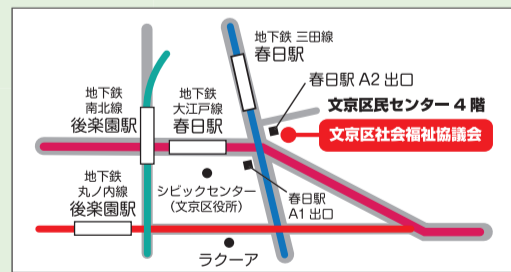 地下鉄 三田線
春日駅
春日駅 A2 出口
文京区民センター 4 階
文京区社会福祉協議会
地下鉄
南北線
後楽園駅
地下鉄
大江戸線
春日駅
シビックセンター
（文京区役所）
春日駅
A1 出口
地下鉄
丸ノ内線
後楽園駅
ラクーア